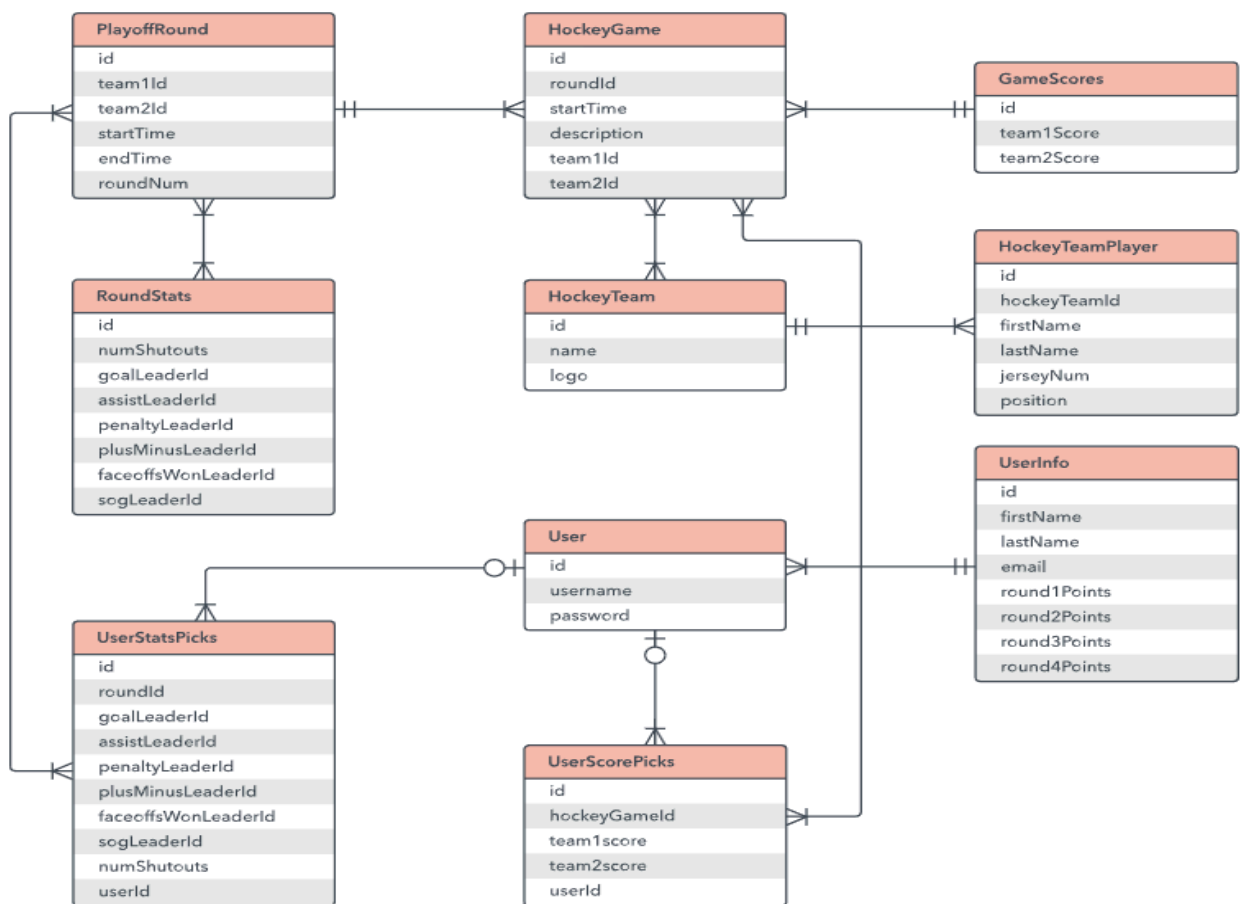 PlayoffRound
id
team1Id
team2Id
startTime
endTime
roundNum
HockeyGame
id
roundId
startTime
description
team1Id
team2Id
GameScores
id
team1Score
team2Score
RoundStats
id
numShutouts
goalLeaderId
assistLeaderId
penaltyLeaderId
plusMinusLeaderId
faceoffsWonLeaderId
sogLeaderId
HockeyTeam
id
name
logo
HockeyTeamPlayer
id
hockeyTeamId
firstName
lastName
jerseyNum
position
User
id
username
password
UserInfo
id
firstName
lastName
email
round1Points
round2Points
round3Points
round4Points
UserStatsPicks
id
roundId
goalLeaderId
assistLeaderId
penaltyLeaderId
plusMinusLeaderId
faceoffsWonLeaderId
sogLeaderId
numShutouts
userId
UserScorePicks
id
hockeyGameId
team1score
team2score
userId